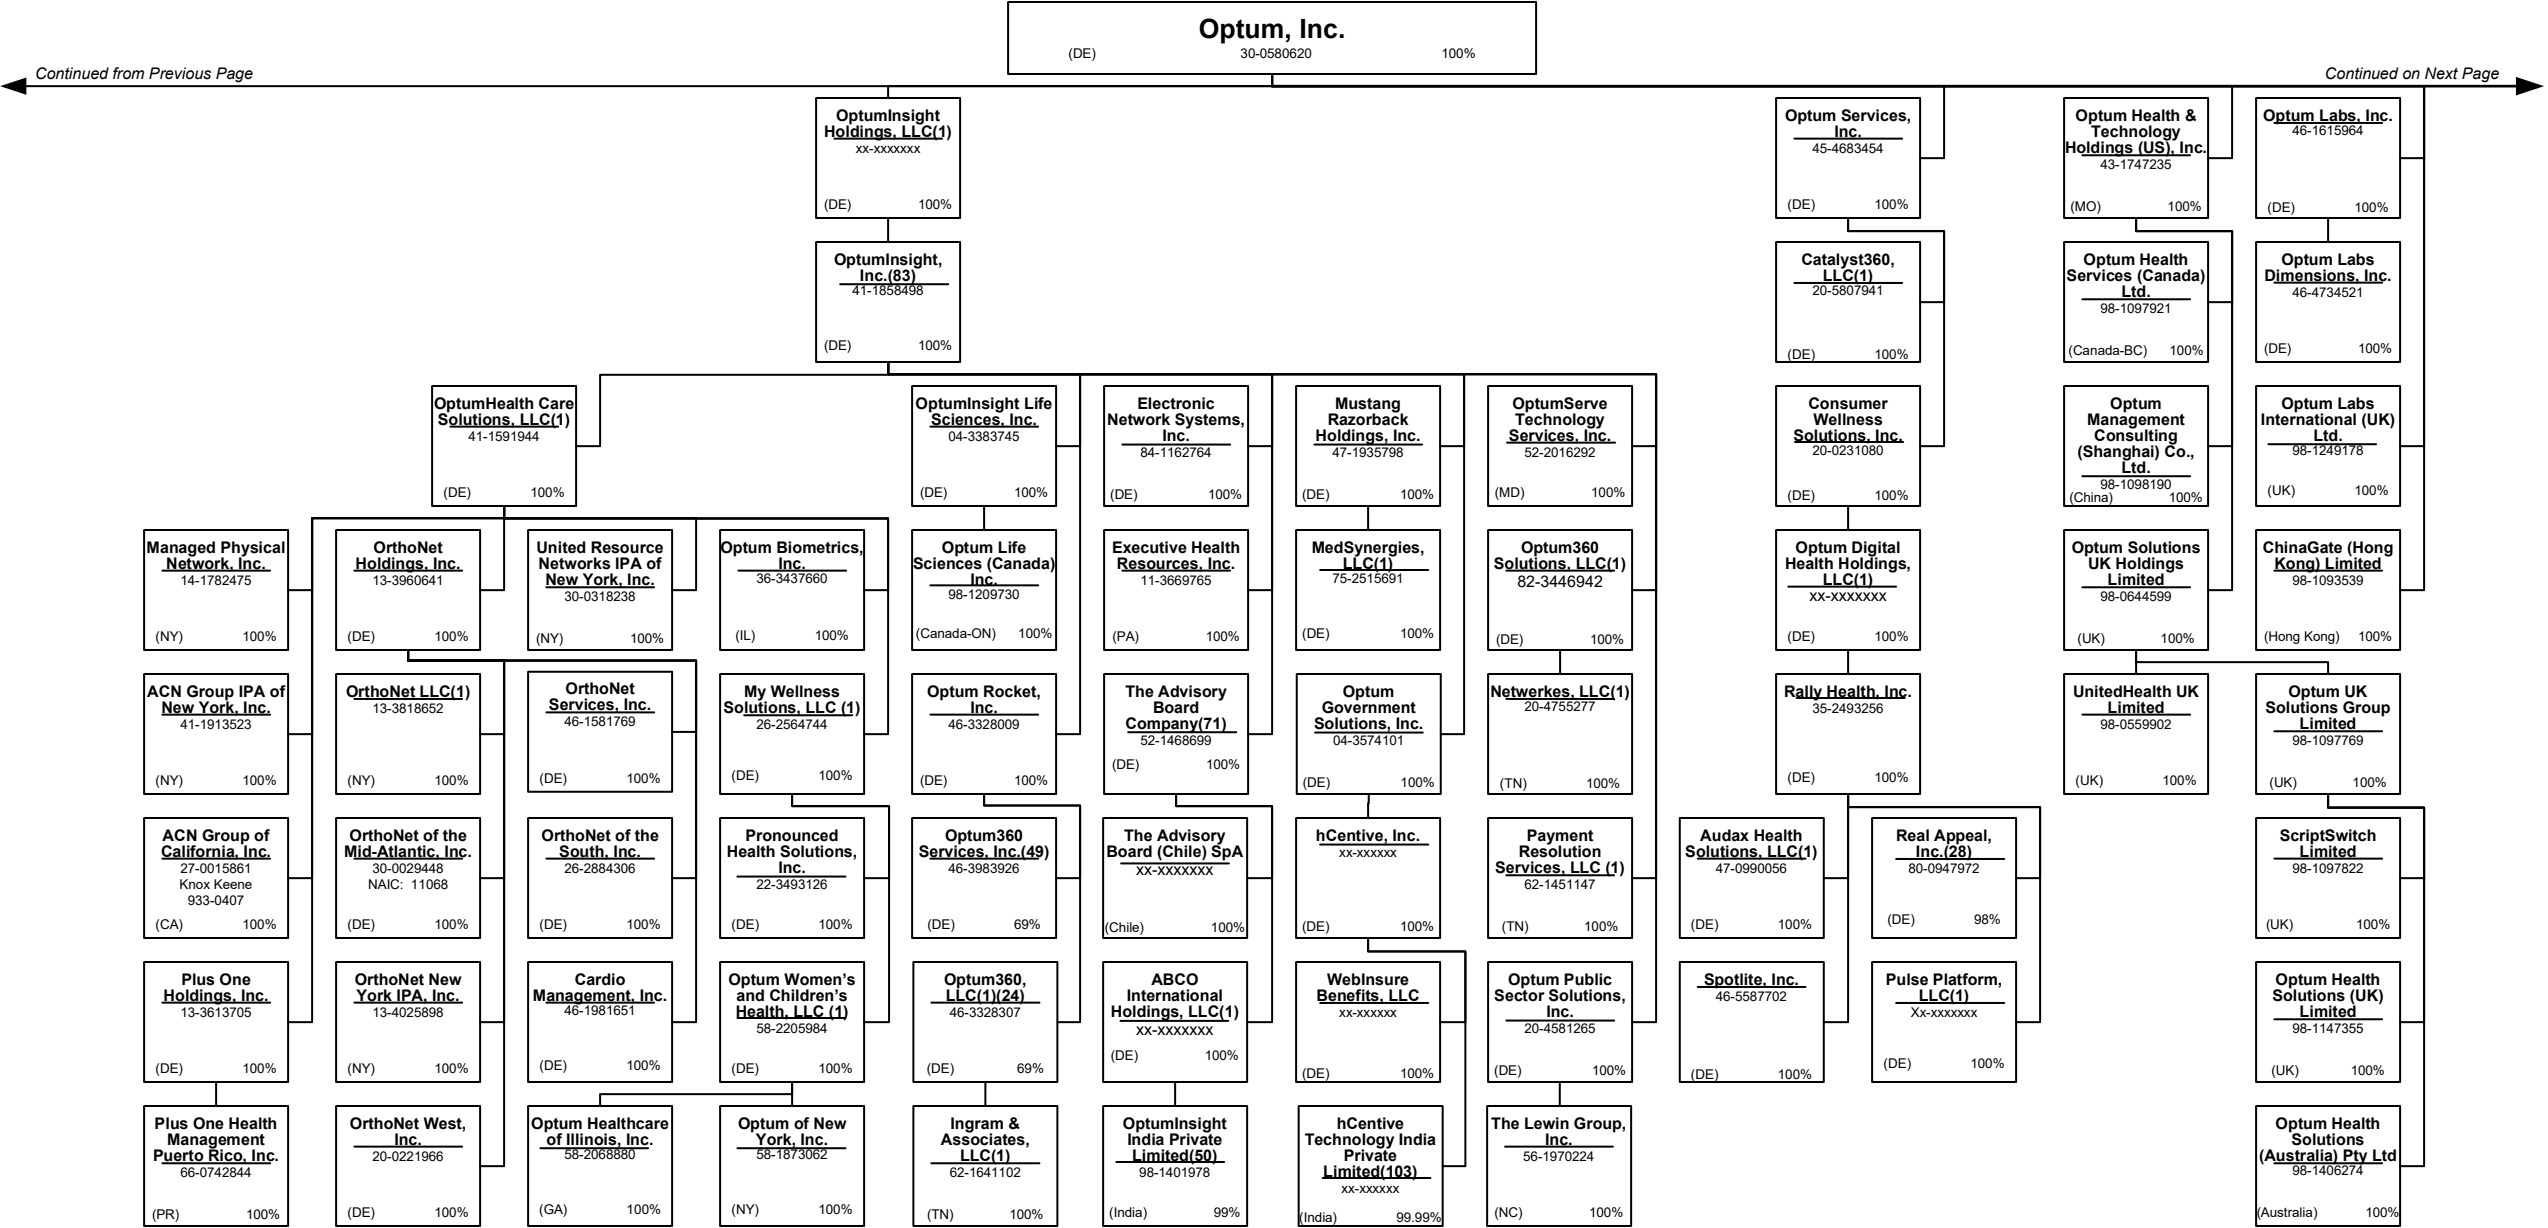 Optum, Inc.
(DE) 30-0580620 100%
Continued from Previous Page
Continued on Next Page
OptumInsight
Holdings, LLC(1)
xx-xxxxxxx
(DE) 100%
Optum Services,
Inc.
45-4683454
(DE) 100%
Optum Health &
Technology
Holdings (US), Inc.
43-1747235
(MO) 100%
Optum Labs, Inc.
46-1615964
(DE) 100%
OptumInsight,
Inc.(83)
41-1858498
(DE) 100%
Catalyst360,
LLC(1)
20-5807941
(DE) 100%
Optum Health
Services (Canada)
Ltd.
98-1097921
(Canada-BC) 100%
Optum Labs
Dimensions, Inc.
46-4734521
(DE) 100%
OptumHealth Care
Solutions, LLC(1)
41-1591944
(DE) 100%
OptumInsight Life
Sciences, Inc.
04-3383745
(DE) 100%
Electronic
Network Systems,
Inc.
84-1162764
(DE) 100%
Mustang
Razorback
Holdings, Inc.
47-1935798
(DE) 100%
OptumServe
Technology
Services, Inc.
52-2016292
(MD) 100%
Consumer
Wellness
Solutions, Inc.
20-0231080
(DE) 100%
Optum
Management
Consulting
(Shanghai) Co.,
Ltd.
98-1098190
(China) 100%
Optum Labs
International (UK)
Ltd.
98-1249178
(UK) 100%
Managed Physical
Network, Inc.
14-1782475
(NY) 100%
OrthoNet
Holdings, Inc.
13-3960641
(DE) 100%
United Resource
Networks IPA of
New York, Inc.
30-0318238
(NY) 100%
Optum Biometrics,
Inc.
36-3437660
(IL) 100%
Optum Life
Sciences (Canada)
Inc.
98-1209730
(Canada-ON) 100%
Executive Health
Resources, Inc.
11-3669765
(PA) 100%
MedSynergies,
LLC(1)
75-2515691
(DE) 100%
Optum360
Solutions, LLC(1)
82-3446942
(DE) 100%
Optum Digital
Health Holdings,
LLC(1)
xx-xxxxxxx
(DE) 100%
Optum Solutions
UK Holdings
Limited
98-0644599
(UK) 100%
ChinaGate (Hong
Kong) Limited
98-1093539
(Hong Kong) 100%
ACN Group IPA of
New York, Inc.
41-1913523
(NY) 100%
OrthoNet LLC(1)
13-3818652
(NY) 100%
OrthoNet
Services, Inc.
46-1581769
(DE) 100%
My Wellness
Solutions, LLC (1)
26-2564744
(DE) 100%
Optum Rocket,
Inc.
46-3328009
(DE) 100%
The Advisory
Board
Company(71)
52-1468699
(DE) 100%
Optum
Government
Solutions, Inc.
04-3574101
(DE) 100%
Netwerkes, LLC(1)
20-4755277
(TN) 100%
Rally Health, Inc.
35-2493256
(DE) 100%
UnitedHealth UK
Limited
98-0559902
(UK) 100%
Optum UK
Solutions Group
Limited
98-1097769
(UK) 100%
ACN Group of
California, Inc.
27-0015861
Knox Keene
933-0407
(CA) 100%
OrthoNet of the
Mid-Atlantic, Inc.
30-0029448
NAIC: 11068
(DE) 100%
OrthoNet of the
South, Inc.
26-2884306
(DE) 100%
Pronounced
Health Solutions,
Inc.
22-3493126
(DE) 100%
Optum360
Services, Inc.(49)
46-3983926
(DE) 69%
The Advisory
Board (Chile) SpA
xx-xxxxxxx
(Chile) 100%
hCentive, Inc.
xx-xxxxxx
(DE) 100%
Payment
Resolution
Services, LLC (1)
62-1451147
(TN) 100%
Audax Health
Solutions, LLC(1)
47-0990056
(DE) 100%
Real Appeal,
Inc.(28)
80-0947972
(DE) 98%
ScriptSwitch
Limited
98-1097822
(UK) 100%
Plus One
Holdings, Inc.
13-3613705
(DE) 100%
OrthoNet New
York IPA, Inc.
13-4025898
(NY) 100%
Cardio
Management, Inc.
46-1981651
(DE) 100%
Optum Women's
and Children's
Health, LLC (1)
58-2205984
(DE) 100%
Optum360,
LLC(1)(24)
46-3328307
(DE) 69%
ABCO
International
Holdings, LLC(1)
xx-xxxxxxx
(DE) 100%
WebInsure
Benefits, LLC
xx-xxxxxx
(DE) 100%
Optum Public
Sector Solutions,
Inc.
20-4581265
(DE) 100%
Spotlite, Inc.
46-5587702
(DE) 100%
Pulse Platform,
LLC(1)
Xx-xxxxxxx
(DE) 100%
Optum Health
Solutions (UK)
Limited
98-1147355
(UK) 100%
Plus One Health
Management
Puerto Rico, Inc.
66-0742844
(PR) 100%
OrthoNet West,
Inc.
20-0221966
(DE) 100%
Optum Healthcare
of Illinois, Inc.
58-2068880
(GA) 100%
Optum of New
York, Inc.
58-1873062
(NY) 100%
Ingram &
Associates,
LLC(1)
62-1641102
(TN) 100%
OptumInsight
India Private
Limited(50)
98-1401978
(India) 99%
hCentive
Technology India
Private
Limited(103)
xx-xxxxxx
(India) 99.99%
The Lewin Group,
Inc.
56-1970224
(NC) 100%
Optum Health
Solutions
(Australia) Pty Ltd
98-1406274
(Australia) 100%